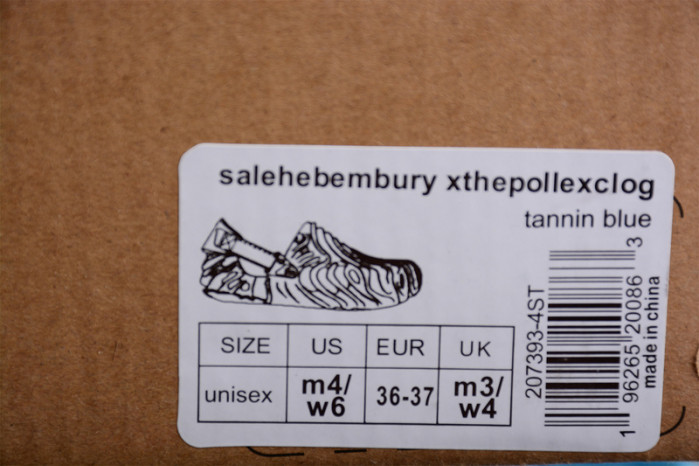 salehebembury xthepollexclog
tannin blue
SIZE US EUR UK
unisex m4/ w6 36-37 m3/ w4
207393-4ST
1 96265 20086 3
made in china